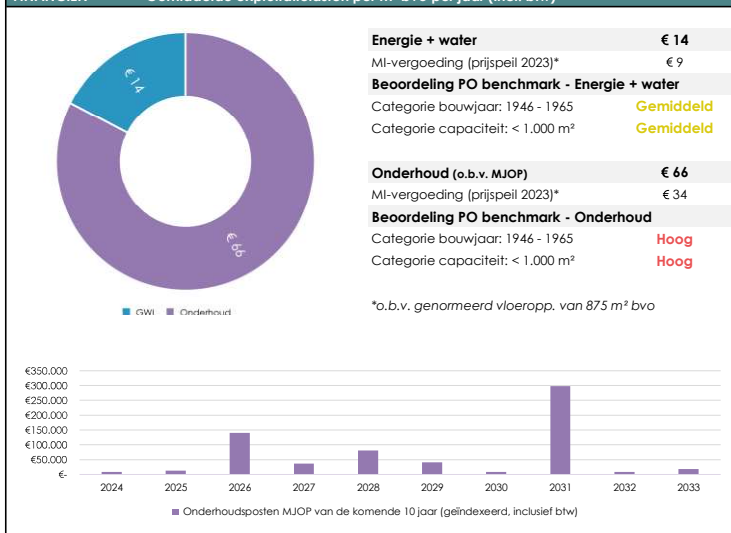 Energie + water € 14
MI-vergoeding (prijspeil 2023)* € 9
Beoordeling PO benchmark - Energie + water
Categorie bouwjaar: 1946 - 1965 Gemiddeld
Categorie capaciteit: < 1.000 m² Gemiddeld
Onderhoud (o.b.v. MJOP) € 66
MI-vergoeding (prijspeil 2023)* € 34
Beoordeling PO benchmark - Onderhoud
Categorie bouwjaar: 1946 - 1965 Hoog
Categorie capaciteit: < 1.000 m² Hoog
*o.b.v. genormeerd vloeropp. van 875 m² bvo
€ 14
€ 66
GWL Onderhoud
€350.000
€300.000
€200.000
€150.000
€100.000
€50.000
€-
2024 2025 2026 2027 2028 2029 2030 2031 2032 2033
Onderhoudsposten MJOP van de komende 10 jaar (geïndexeerd, inclusief btw)